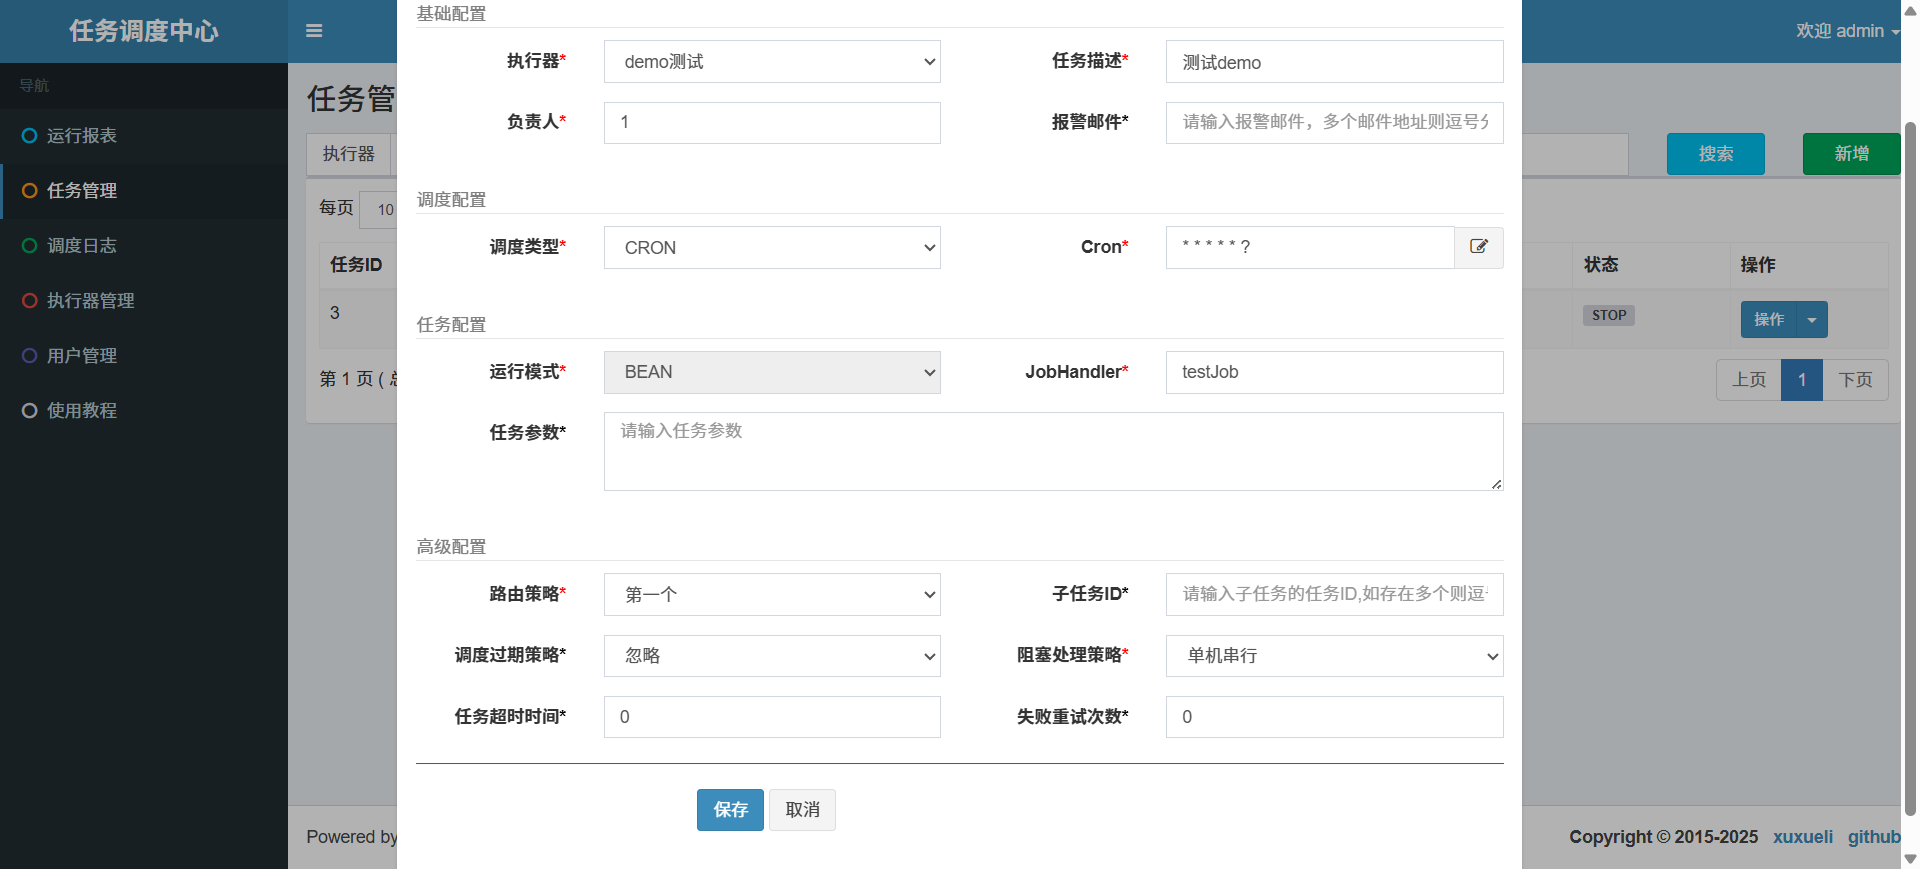 任务调度中心
欢迎 admin
导航
运行报表
任务管理
调度日志
执行器管理
用户管理
使用教程
任务管
执行器
搜索
新增
每页 10
任务ID
状态
操作
3
STOP
操作
第 1 页 ( 总
上页 1 下页
基础配置
执行器* demo测试
任务描述* 测试demo
负责人* 1
报警邮件* 请输入报警邮件，多个邮件地址则逗号分
调度配置
调度类型* CRON
Cron* * * * * * ?
任务配置
运行模式* BEAN
JobHandler* testJob
任务参数* 请输入任务参数
高级配置
路由策略* 第一个
子任务ID* 请输入子任务的任务ID,如存在多个则逗
调度过期策略* 忽略
阻塞处理策略* 单机串行
任务超时时间* 0
失败重试次数* 0
保存 取消
Powered by
Copyright © 2015-2025 xuxueli github